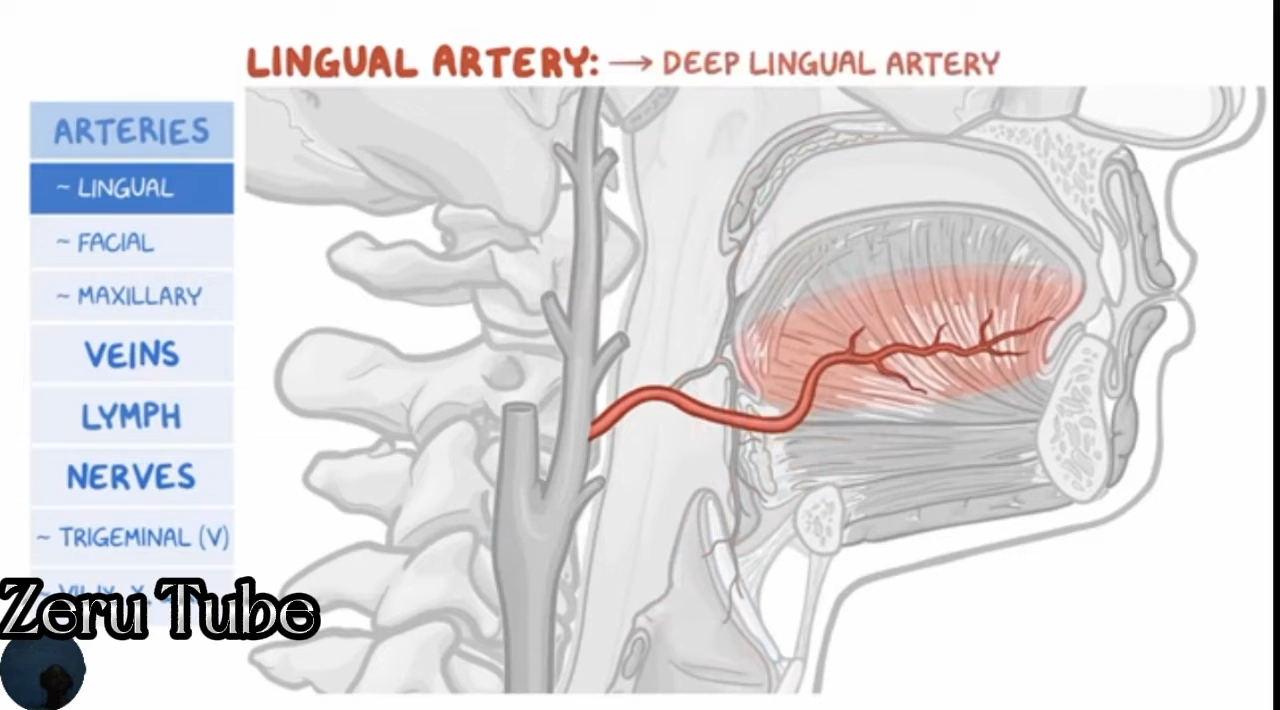 LINGUAL ARTERY: → DEEP LINGUAL ARTERY
ARTERIES
~ LINGUAL
~ FACIAL
~ MAXILLARY
VEINS
LYMPH
NERVES
~ TRIGEMINAL (V)
Zeru Tube